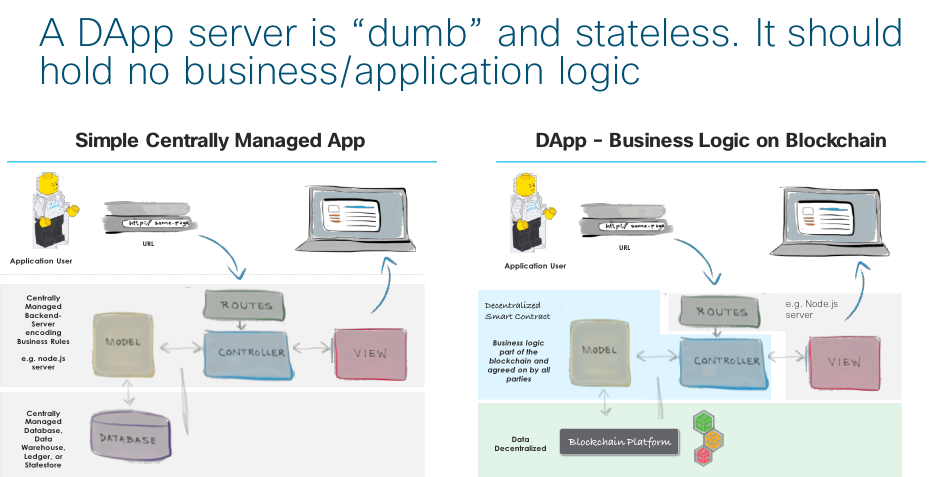 A DApp server is “dumb” and stateless. It should
hold no business/application logic
Simple Centrally Managed App
http:// some-page
URL
Application User
Centrally
Managed
Backend-
Server
encoding
Business Rules
e.g. node.js
server
ROUTES
MODEL
CONTROLLER
VIEW
Centrally
Managed
Database,
Data
Warehouse,
Ledger, or
Statestore
DATABASE
DApp - Business Logic on Blockchain
http:// some-page
URL
Application User
Decentralized
Smart Contract
ROUTES
e.g. Node.js
server
Business logic
part of the
blockchain and
agreed on by all
parties
MODEL
CONTROLLER
VIEW
Data
Decentralized
Blockchain Platform